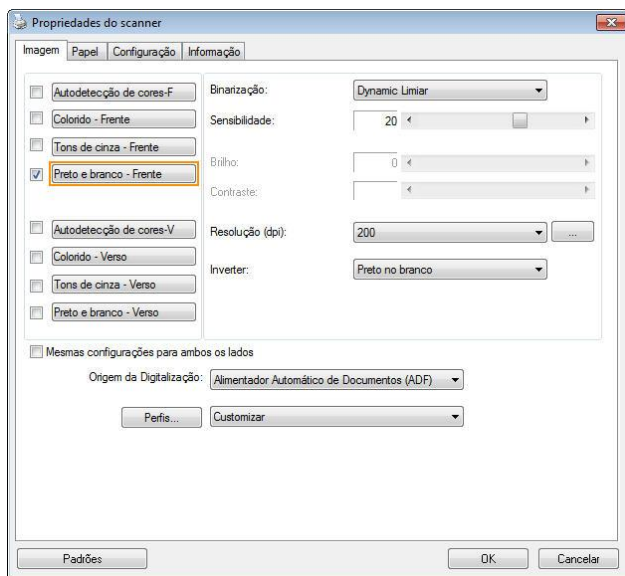 Propriedades do scanner
Imagem Papel Configuração Informação
Autodetecção de cores-F
Colorido - Frente
Tons de cinza - Frente
Preto e branco - Frente
Autodetecção de cores-V
Colorido - Verso
Tons de cinza - Verso
Preto e branco - Verso
Binarização: Dynamic Limiar
Sensibilidade: 20
Brilho: 0
Contraste:
Resolução (dpi): 200 ...
Inverter: Preto no branco
Mesmas configurações para ambos os lados
Origem da Digitalização: Alimentador Automático de Documentos (ADF)
Perfis... Customizar
Padrões OK Cancelar